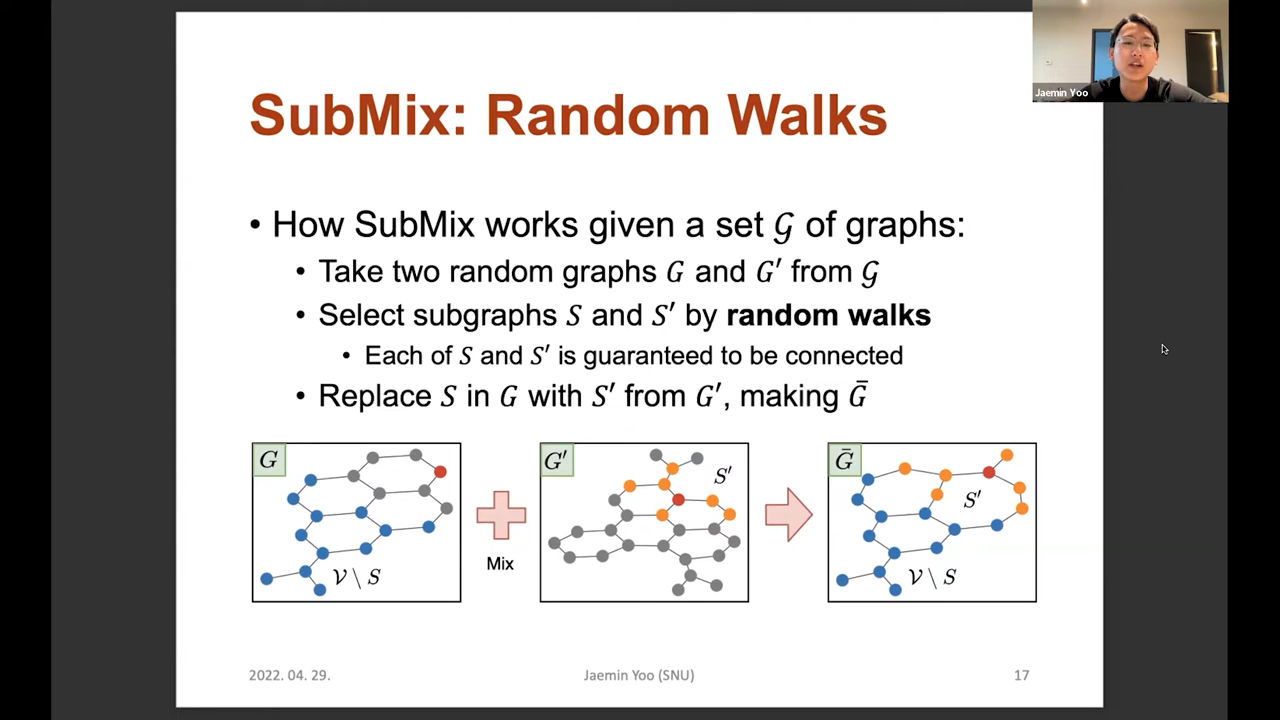 Jaemin Yoo
SubMix: Random Walks
• How SubMix works given a set 𝒢 of graphs:
• Take two random graphs G and G′ from 𝒢
• Select subgraphs S and S′ by random walks
• Each of S and S′ is guaranteed to be connected
• Replace S in G with S′ from G′, making Ḡ
G
𝒱 \ S
Mix
G′
S′
Ḡ
S′
𝒱 \ S
2022. 04. 29.
Jaemin Yoo (SNU)
17